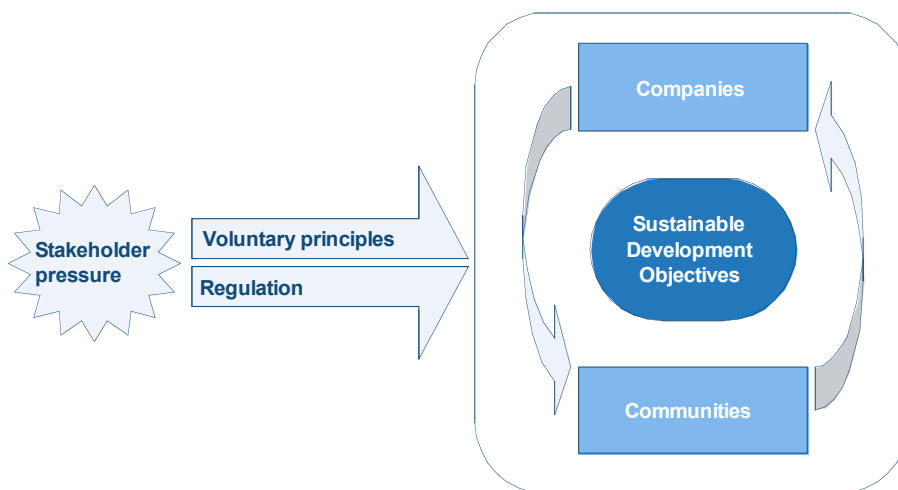 Companies
Stakeholder
pressure
Voluntary principles
Regulation
Sustainable
Development
Objectives
Communities